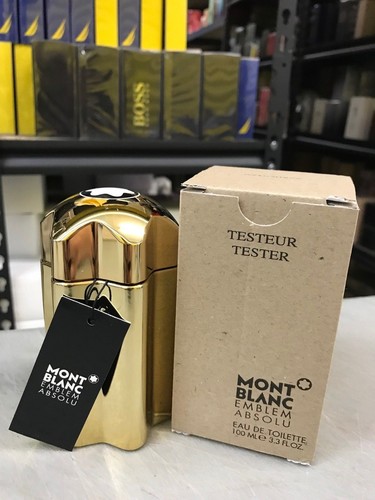 BOSS
TESTEUR
TESTER
MONT
BLANC
EMBLEM
ABSOLU
EAU DE TOILETTE
100 ML e 3.3 FL.OZ.
MONT
BLANC
EMBLEM
ABSOLU